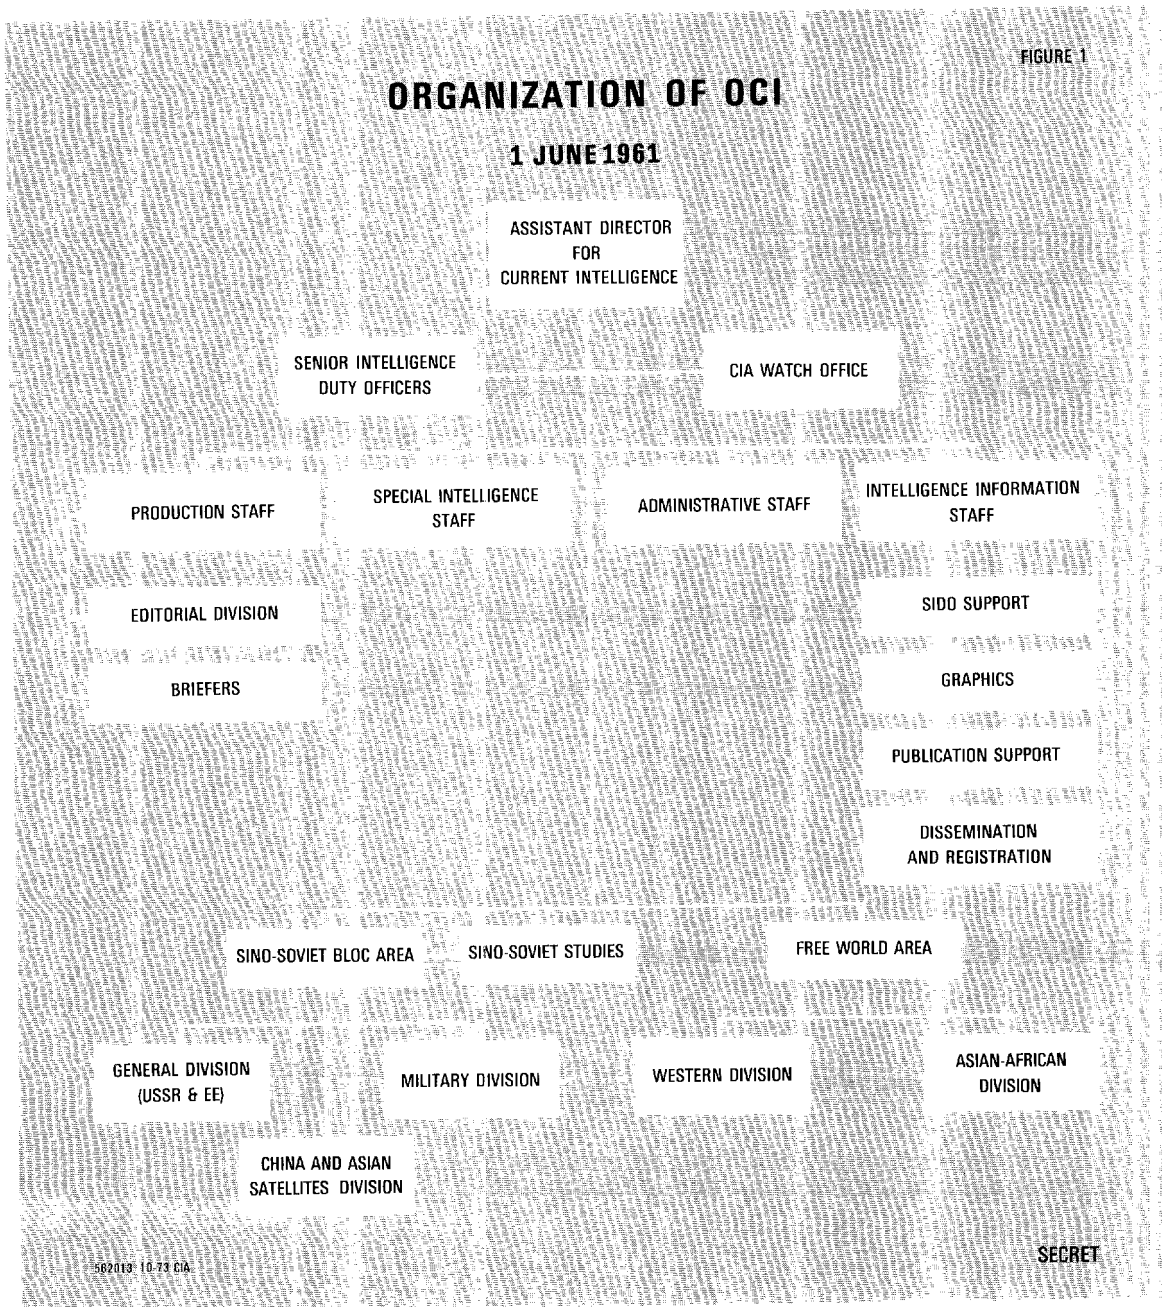 FIGURE 1
ORGANIZATION OF OCI
1 JUNE 1961
ASSISTANT DIRECTOR
FOR
CURRENT INTELLIGENCE
SENIOR INTELLIGENCE
DUTY OFFICERS
CIA WATCH OFFICE
PRODUCTION STAFF
SPECIAL INTELLIGENCE
STAFF
ADMINISTRATIVE STAFF
INTELLIGENCE INFORMATION
STAFF
EDITORIAL DIVISION
BRIEFERS
SIDO SUPPORT
GRAPHICS
PUBLICATION SUPPORT
DISSEMINATION
AND REGISTRATION
SINO-SOVIET BLOC AREA
SINO-SOVIET STUDIES
FREE WORLD AREA
GENERAL DIVISION
(USSR & EE)
MILITARY DIVISION
WESTERN DIVISION
ASIAN-AFRICAN
DIVISION
CHINA AND ASIAN
SATELLITES DIVISION
562013 10-73 CIA
SECRET